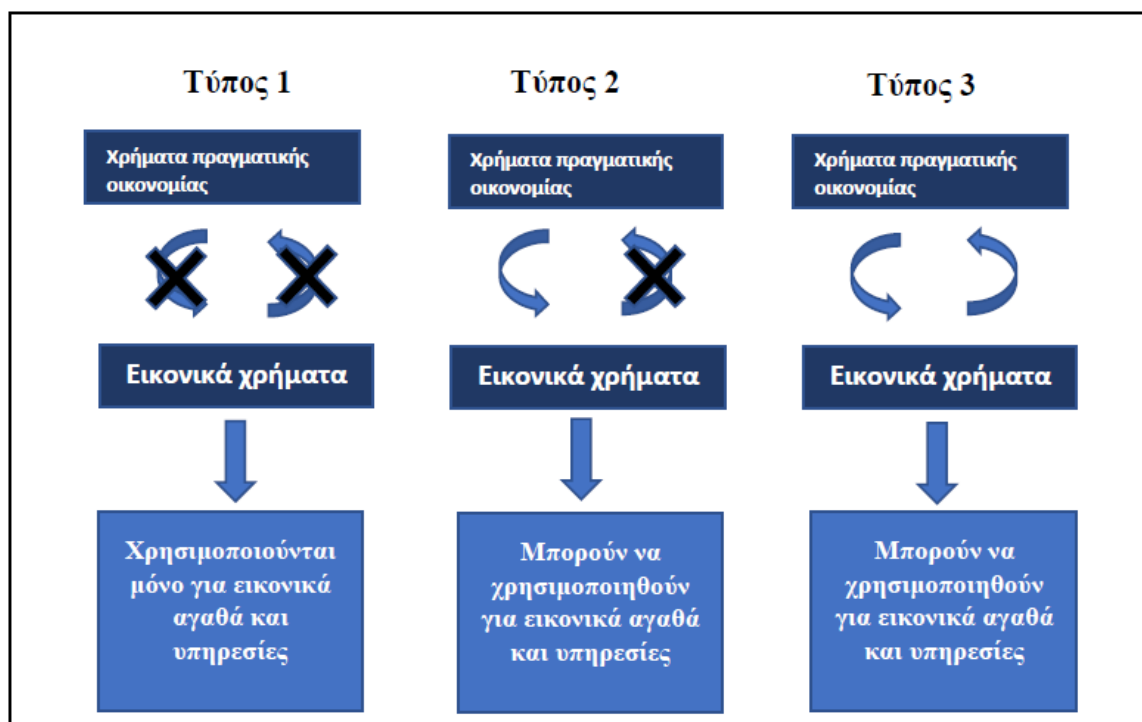 Τύπος 1
Χρήματα πραγματικής
οικονομίας
Εικονικά χρήματα
Χρησιμοποιούνται
μόνο για εικονικά
αγαθά και
υπηρεσίες
Τύπος 2
Χρήματα πραγματικής
οικονομίας
Εικονικά χρήματα
Μπορούν να
χρησιμοποιηθούν
για εικονικά αγαθά
και υπηρεσίες
Τύπος 3
Χρήματα πραγματικής
οικονομίας
Εικονικά χρήματα
Μπορούν να
χρησιμοποιηθούν
για εικονικά αγαθά
και υπηρεσίες